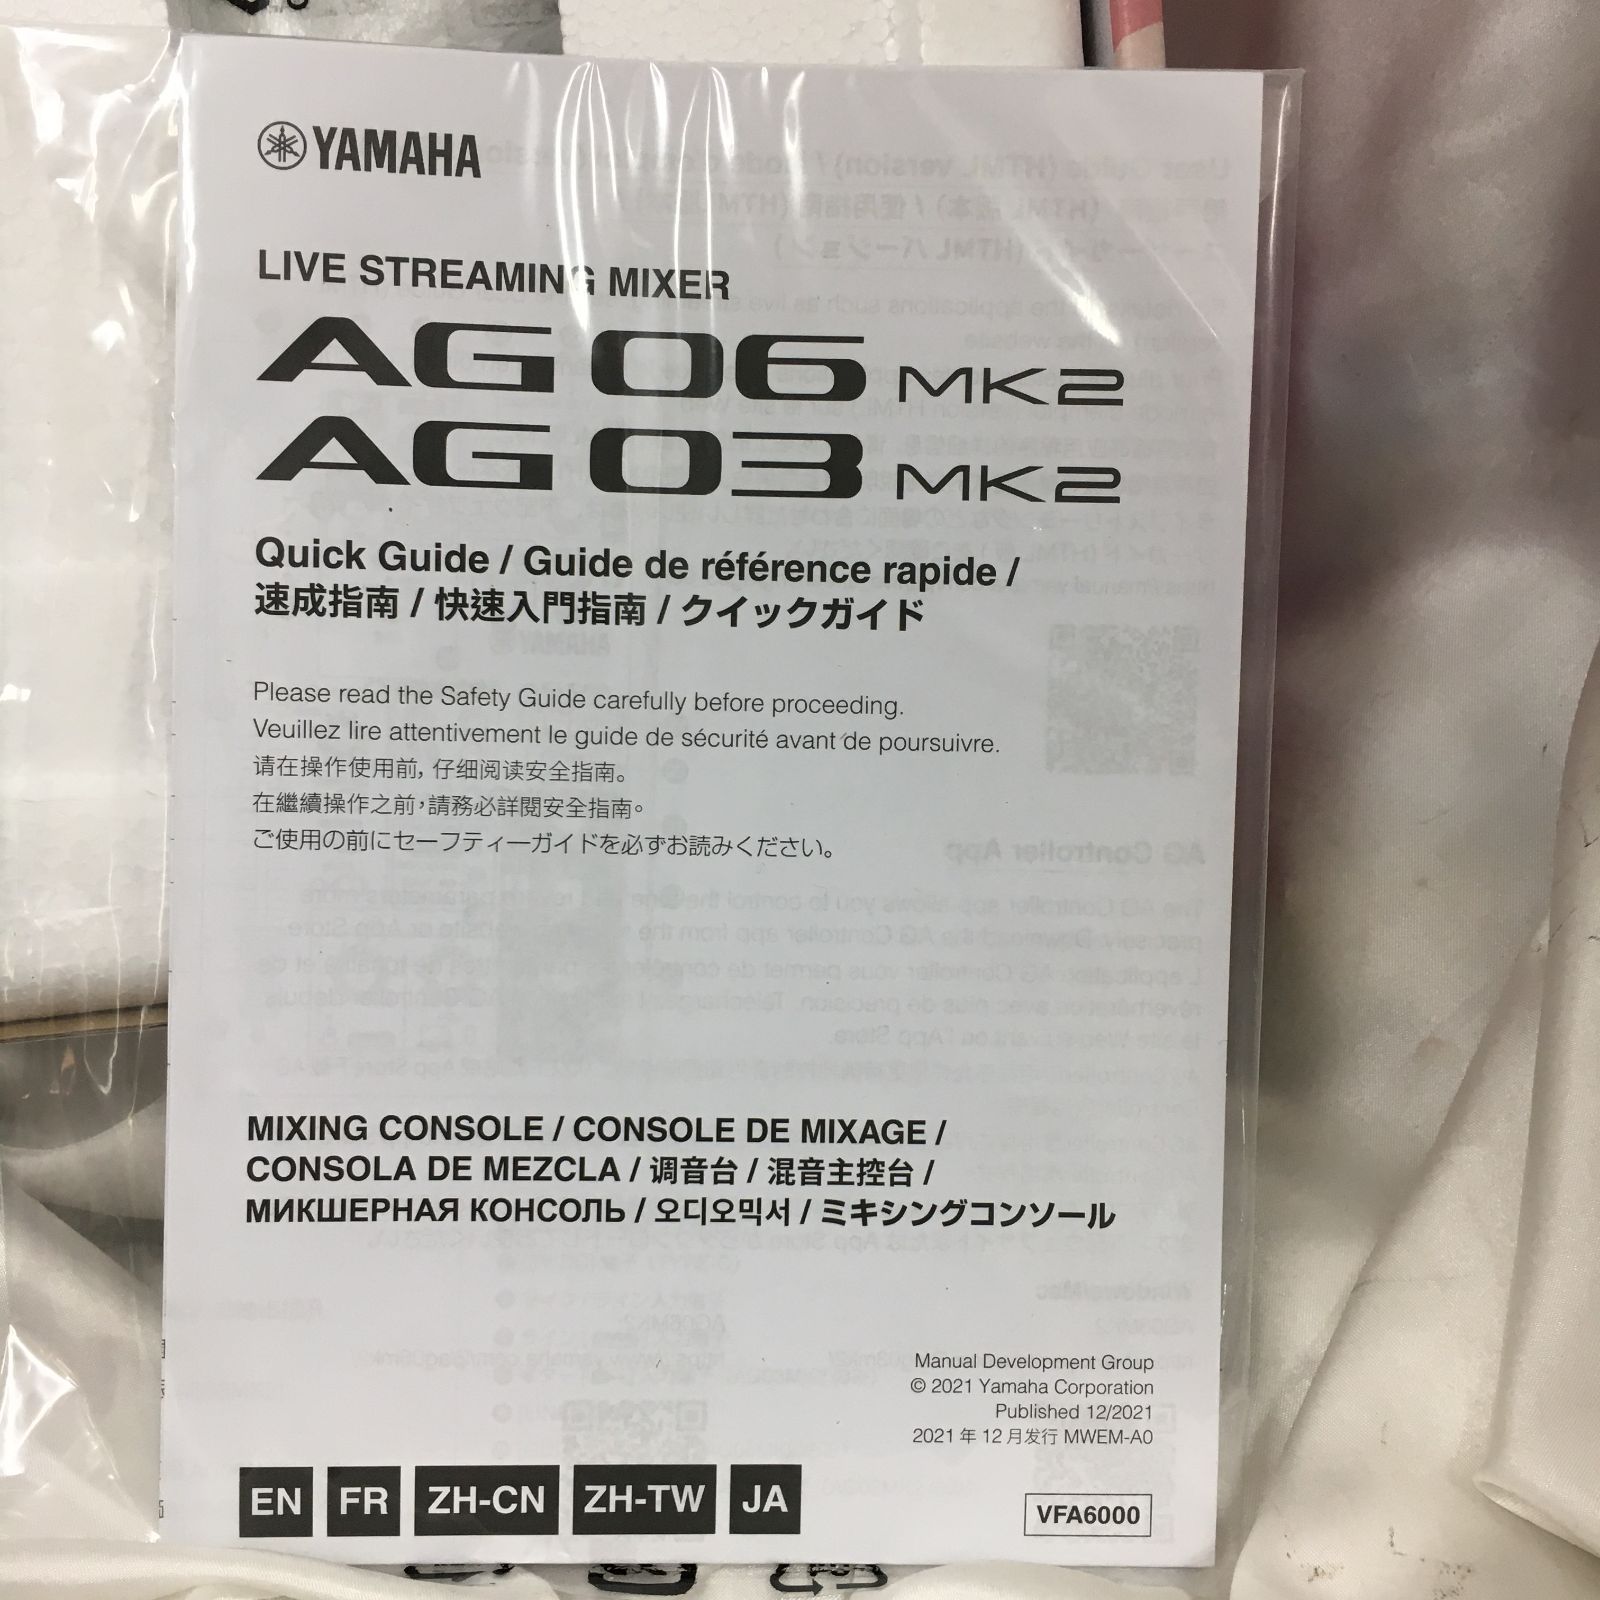 YAMAHA
LIVE STREAMING MIXER
AG06 MK2
AG03 MK2
Quick Guide / Guide de référence rapide /
速成指南 / 快速入門指南 / クイックガイド
Please read the Safety Guide carefully before proceeding.
Veuillez lire attentivement le guide de sécurité avant de poursuivre.
请在操作使用前，仔细阅读安全指南。
在繼續操作之前，請務必詳閱安全指南。
ご使用の前にセーフティーガイドを必ずお読みください。
MIXING CONSOLE / CONSOLE DE MIXAGE /
CONSOLA DE MEZCLA / 调音台 / 混音主控台 /
МИКШЕРНАЯ КОНСОЛЬ / 오디오믹서 / ミキシングコンソール
Manual Development Group
© 2021 Yamaha Corporation
Published 12/2021
2021 年 12 月发行 MWEM-A0
EN FR ZH-CN ZH-TW JA
VFA6000